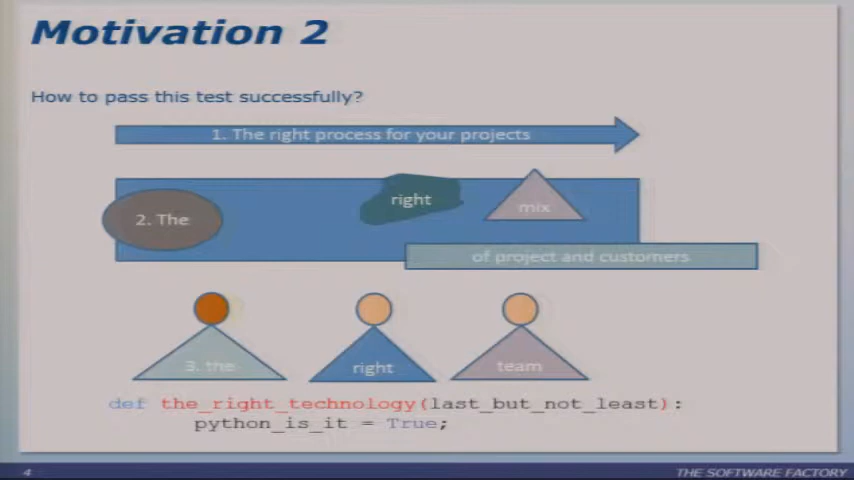 Motivation 2
How to pass this test successfully?
1. The right process for your projects
2. The
right
mix
of project and customers
3. the
right
team
def the_right_technology(last_but_not_least):
python_is_it = True;
4
THE SOFTWARE FACTORY